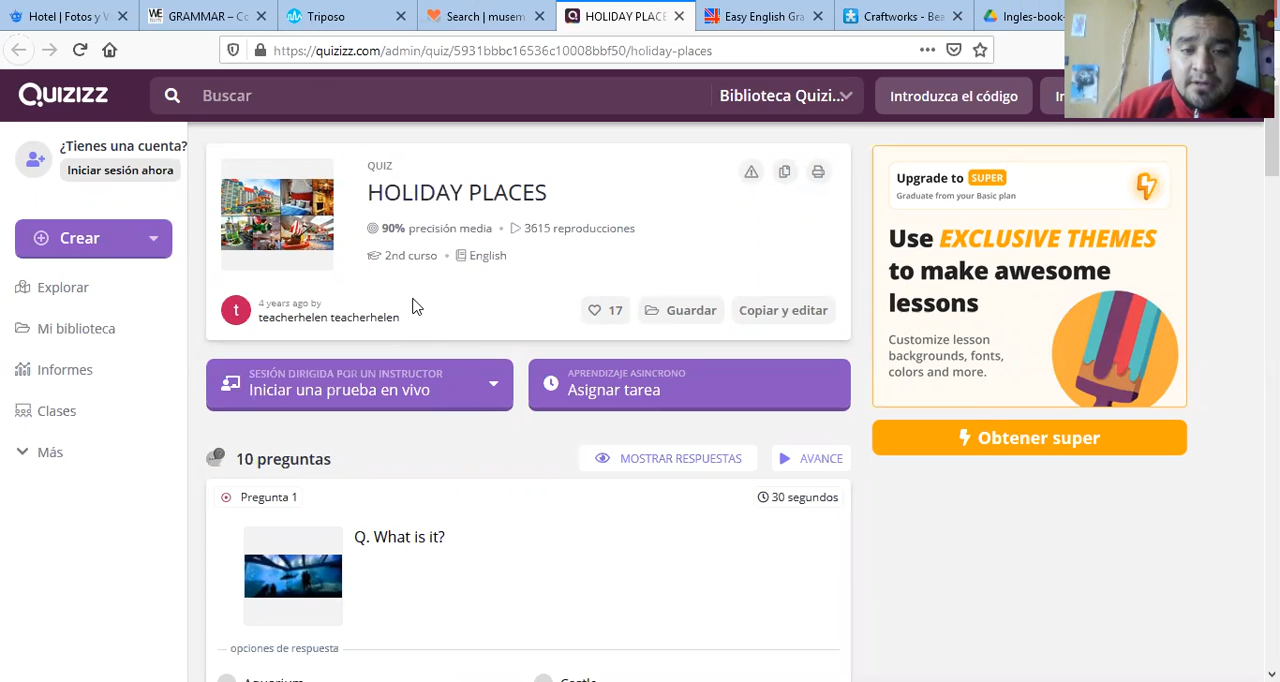 Hotel | Fotos y V
GRAMMAR – Co
Triposo
Search | musem
HOLIDAY PLACE
Easy English Gra
Craftworks - Bea
Ingles-book-
https://quizizz.com/admin/quiz/5931bbbc16536c10008bbf50/holiday-places
Quizizz
Buscar
Biblioteca Quizi...
Introduzca el código
¿Tienes una cuenta?
Iniciar sesión ahora
Crear
Explorar
Mi biblioteca
Informes
Clases
Más
QUIZ
HOLIDAY PLACES
90% precisión media • 3615 reproducciones
2nd curso • English
t
4 years ago by
teacherhelen teacherhelen
17
Guardar
Copiar y editar
SESIÓN DIRIGIDA POR UN INSTRUCTOR
Iniciar una prueba en vivo
APRENDIZAJE ASINCRONO
Asignar tarea
10 preguntas
MOSTRAR RESPUESTAS
AVANCE
Pregunta 1
30 segundos
Q. What is it?
opciones de respuesta
Aquarium
Castle
Upgrade to SUPER
Graduate from your Basic plan
Use EXCLUSIVE THEMES
to make awesome
lessons
Customize lesson
backgrounds, fonts,
colors and more.
Obtener super